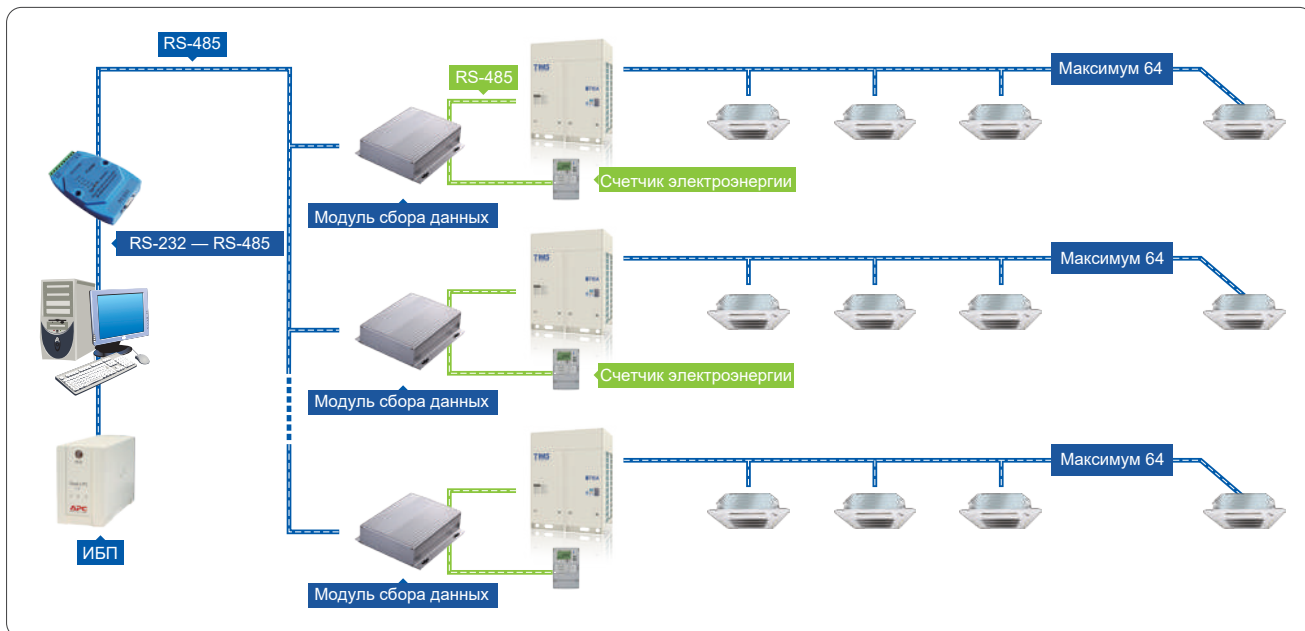 RS-485
RS-485
Максимум 64
Счетчик электроэнергии
Модуль сбора данных
RS-232 — RS-485
Максимум 64
Счетчик электроэнергии
Модуль сбора данных
Максимум 64
APC
ИБП
Модуль сбора данных